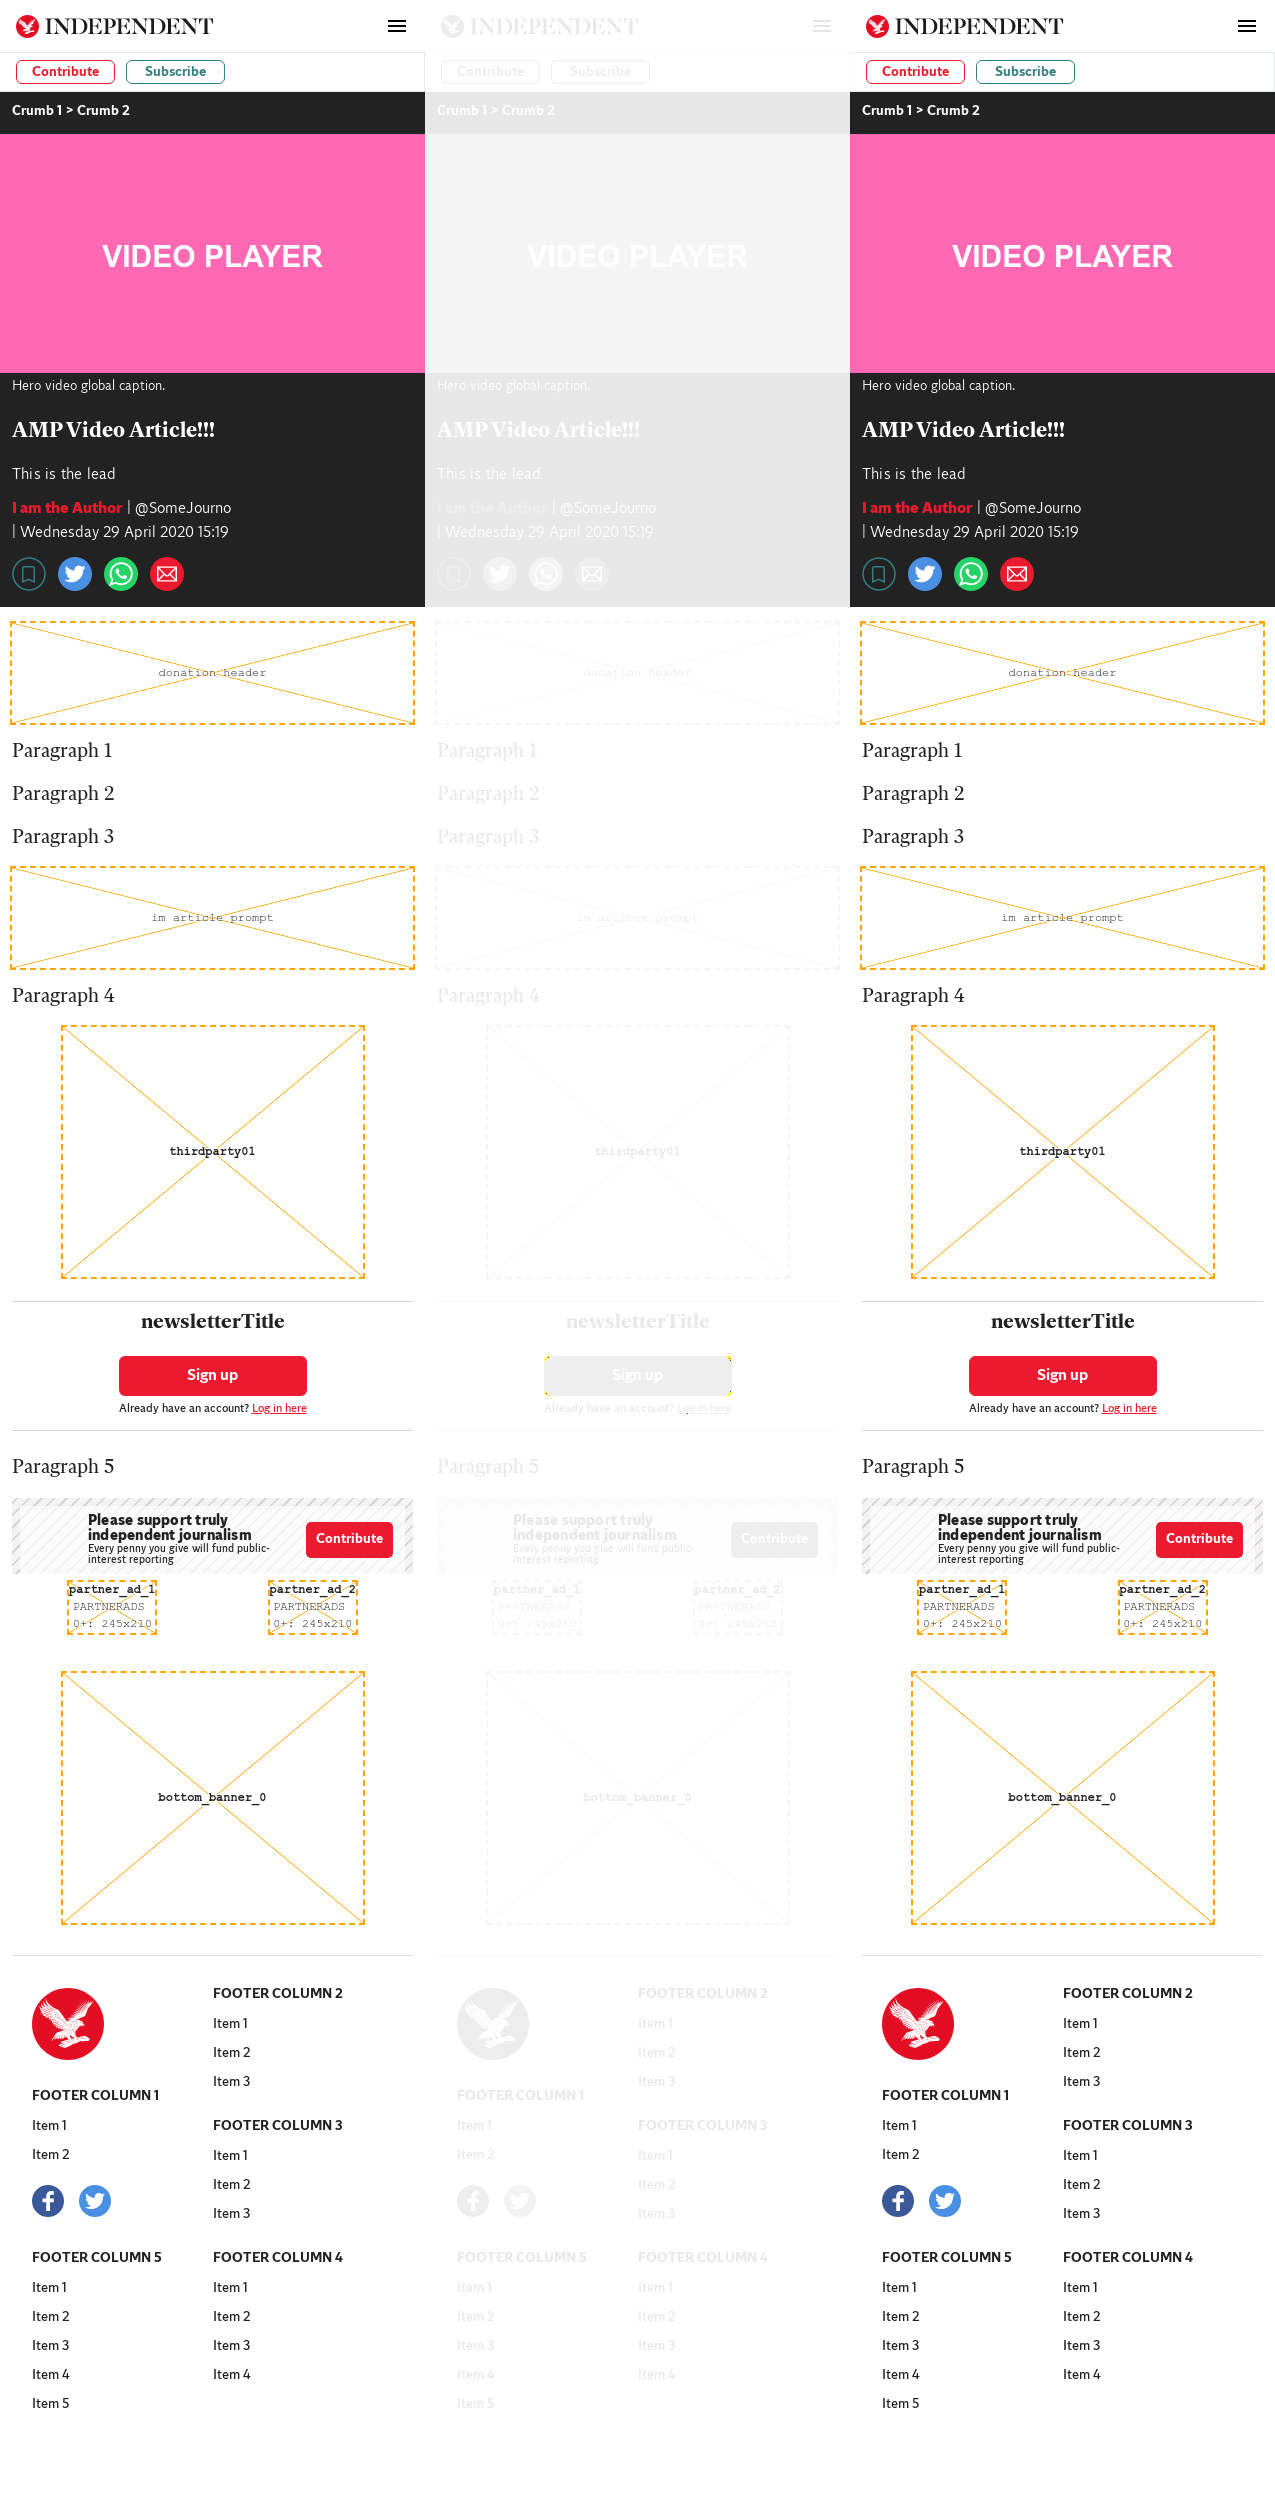 INDEPENDENT
Contribute Subscribe
Crumb 1 > Crumb 2
VIDEO PLAYER
Hero video global caption.
AMP Video Article!!!
This is the lead
I am the Author | @SomeJourno
| Wednesday 29 April 2020 15:19
donation header
Paragraph 1
Paragraph 2
Paragraph 3
im article prompt
Paragraph 4
thirdparty01
newsletterTitle
Sign up
Already have an account? Log in here
Paragraph 5
Please support truly
independent journalism
Every penny you give will fund public-
interest reporting
Contribute
partner_ad_1
PARTNERADS
0+: 245x210
partner_ad_2
PARTNERADS
0+: 245x210
bottom_banner_0
FOOTER COLUMN 1
Item 1
Item 2
FOOTER COLUMN 2
Item 1
Item 2
Item 3
FOOTER COLUMN 3
Item 1
Item 2
Item 3
FOOTER COLUMN 5
Item 1
Item 2
Item 3
Item 4
Item 5
FOOTER COLUMN 4
Item 1
Item 2
Item 3
Item 4
INDEPENDENT
Contribute Subscribe
Crumb 1 > Crumb 2
VIDEO PLAYER
Hero video global caption.
AMP Video Article!!!
This is the lead
I am the Author | @SomeJourno
| Wednesday 29 April 2020 15:19
donation header
Paragraph 1
Paragraph 2
Paragraph 3
im article prompt
Paragraph 4
thirdparty01
newsletterTitle
Sign up
Already have an account? Log in here
Paragraph 5
Please support truly
independent journalism
Every penny you give will fund public-
interest reporting
Contribute
partner_ad_1
PARTNERADS
0+: 245x210
partner_ad_2
PARTNERADS
0+: 245x210
bottom_banner_0
FOOTER COLUMN 1
Item 1
Item 2
FOOTER COLUMN 2
Item 1
Item 2
Item 3
FOOTER COLUMN 3
Item 1
Item 2
Item 3
FOOTER COLUMN 5
Item 1
Item 2
Item 3
Item 4
Item 5
FOOTER COLUMN 4
Item 1
Item 2
Item 3
Item 4
INDEPENDENT
Contribute Subscribe
Crumb 1 > Crumb 2
VIDEO PLAYER
Hero video global caption.
AMP Video Article!!!
This is the lead
I am the Author | @SomeJourno
| Wednesday 29 April 2020 15:19
donation header
Paragraph 1
Paragraph 2
Paragraph 3
im article prompt
Paragraph 4
thirdparty01
newsletterTitle
Sign up
Already have an account? Log in here
Paragraph 5
Please support truly
independent journalism
Every penny you give will fund public-
interest reporting
Contribute
partner_ad_1
PARTNERADS
0+: 245x210
partner_ad_2
PARTNERADS
0+: 245x210
bottom_banner_0
FOOTER COLUMN 1
Item 1
Item 2
FOOTER COLUMN 2
Item 1
Item 2
Item 3
FOOTER COLUMN 3
Item 1
Item 2
Item 3
FOOTER COLUMN 5
Item 1
Item 2
Item 3
Item 4
Item 5
FOOTER COLUMN 4
Item 1
Item 2
Item 3
Item 4